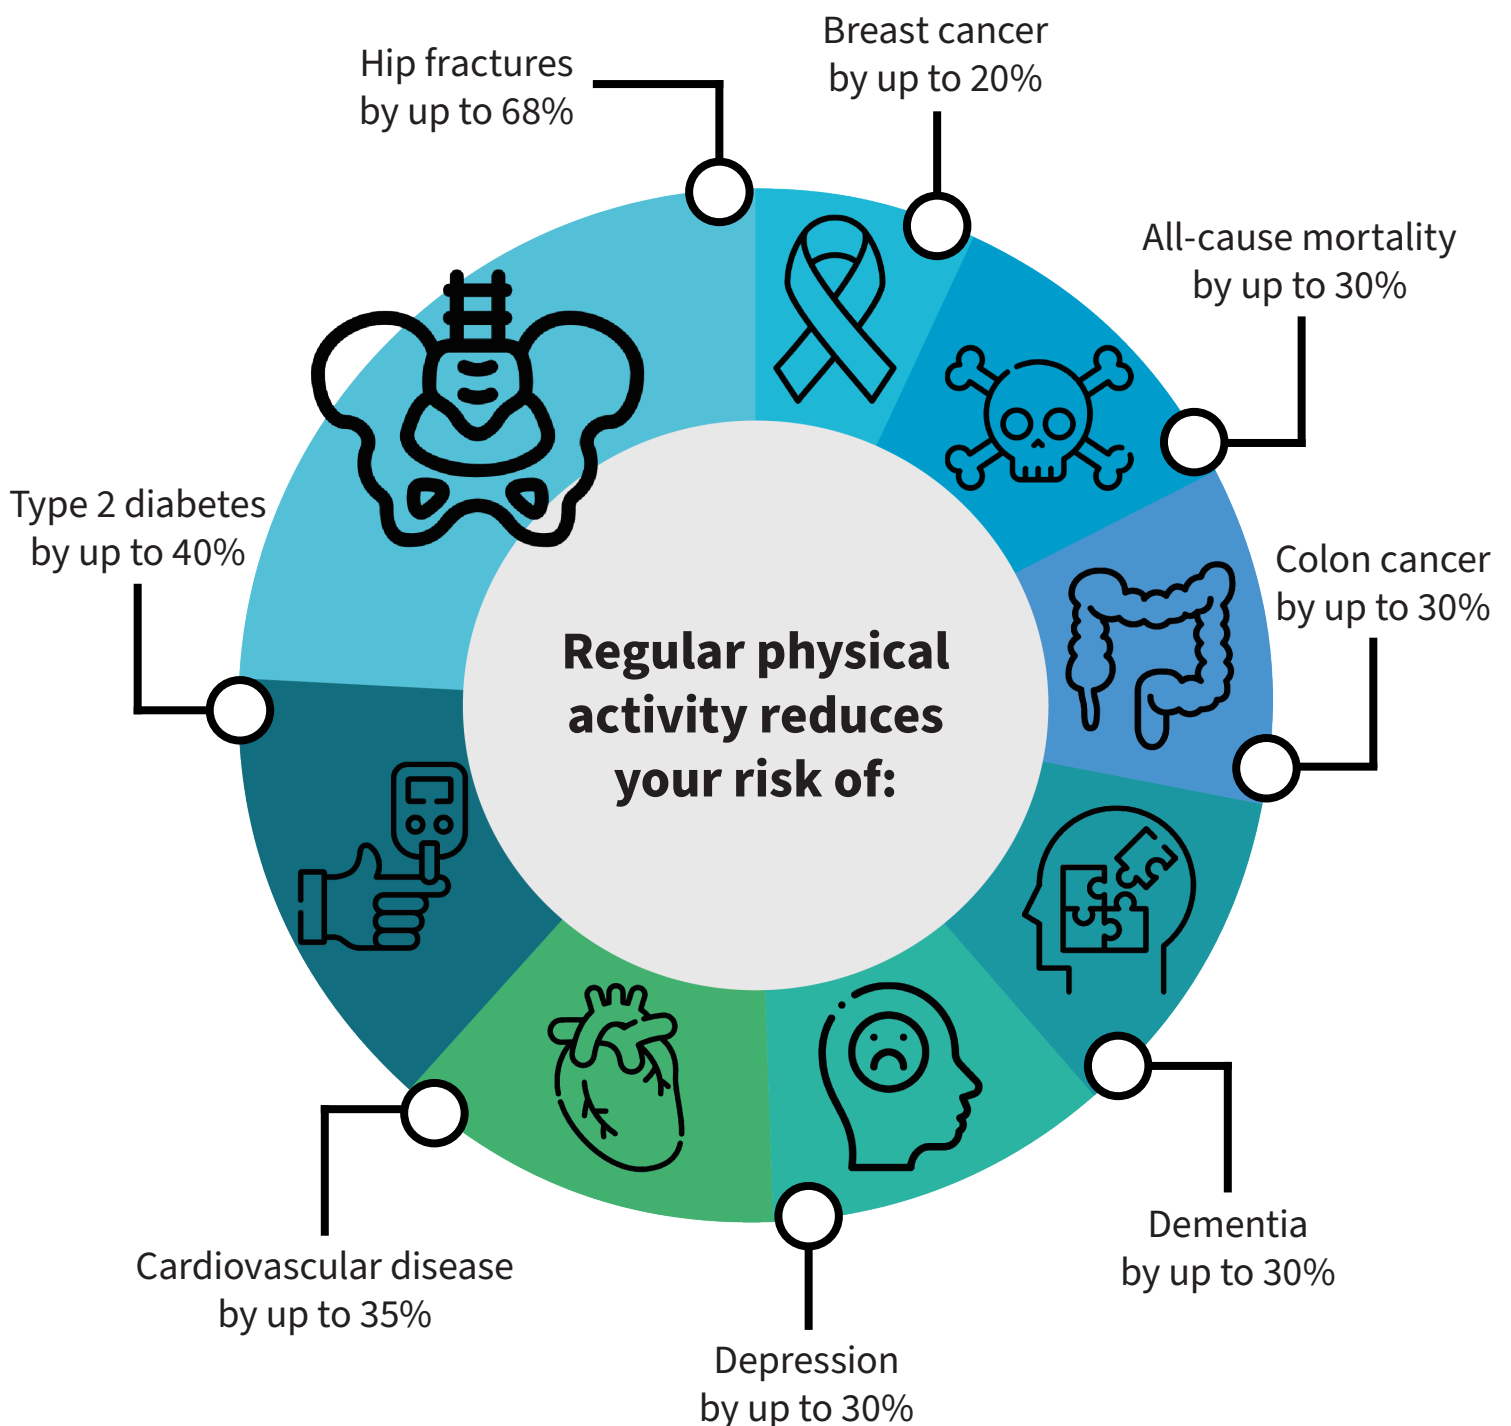 Hip fractures
by up to 68%
Breast cancer
by up to 20%
All-cause mortality
by up to 30%
Type 2 diabetes
by up to 40%
Colon cancer
by up to 30%
Regular physical
activity reduces
your risk of:
Cardiovascular disease
by up to 35%
Dementia
by up to 30%
Depression
by up to 30%